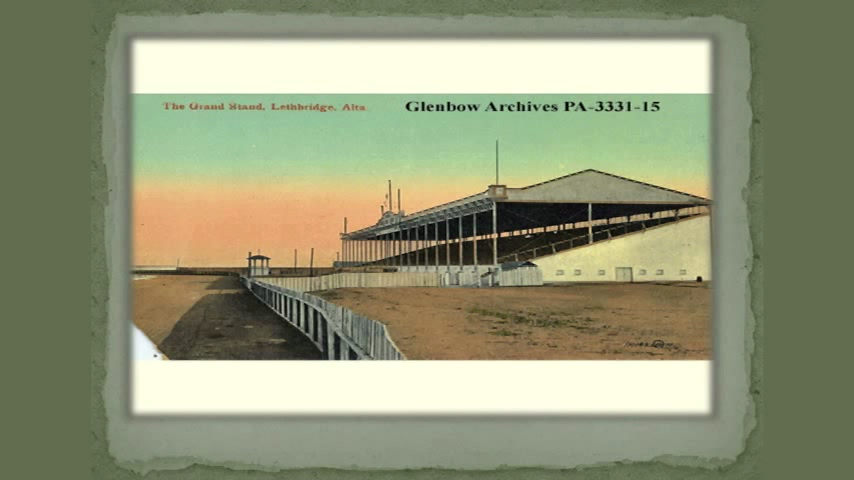 The Grand Stand, Lethbridge, Alta.
Glenbow Archives PA-3331-15